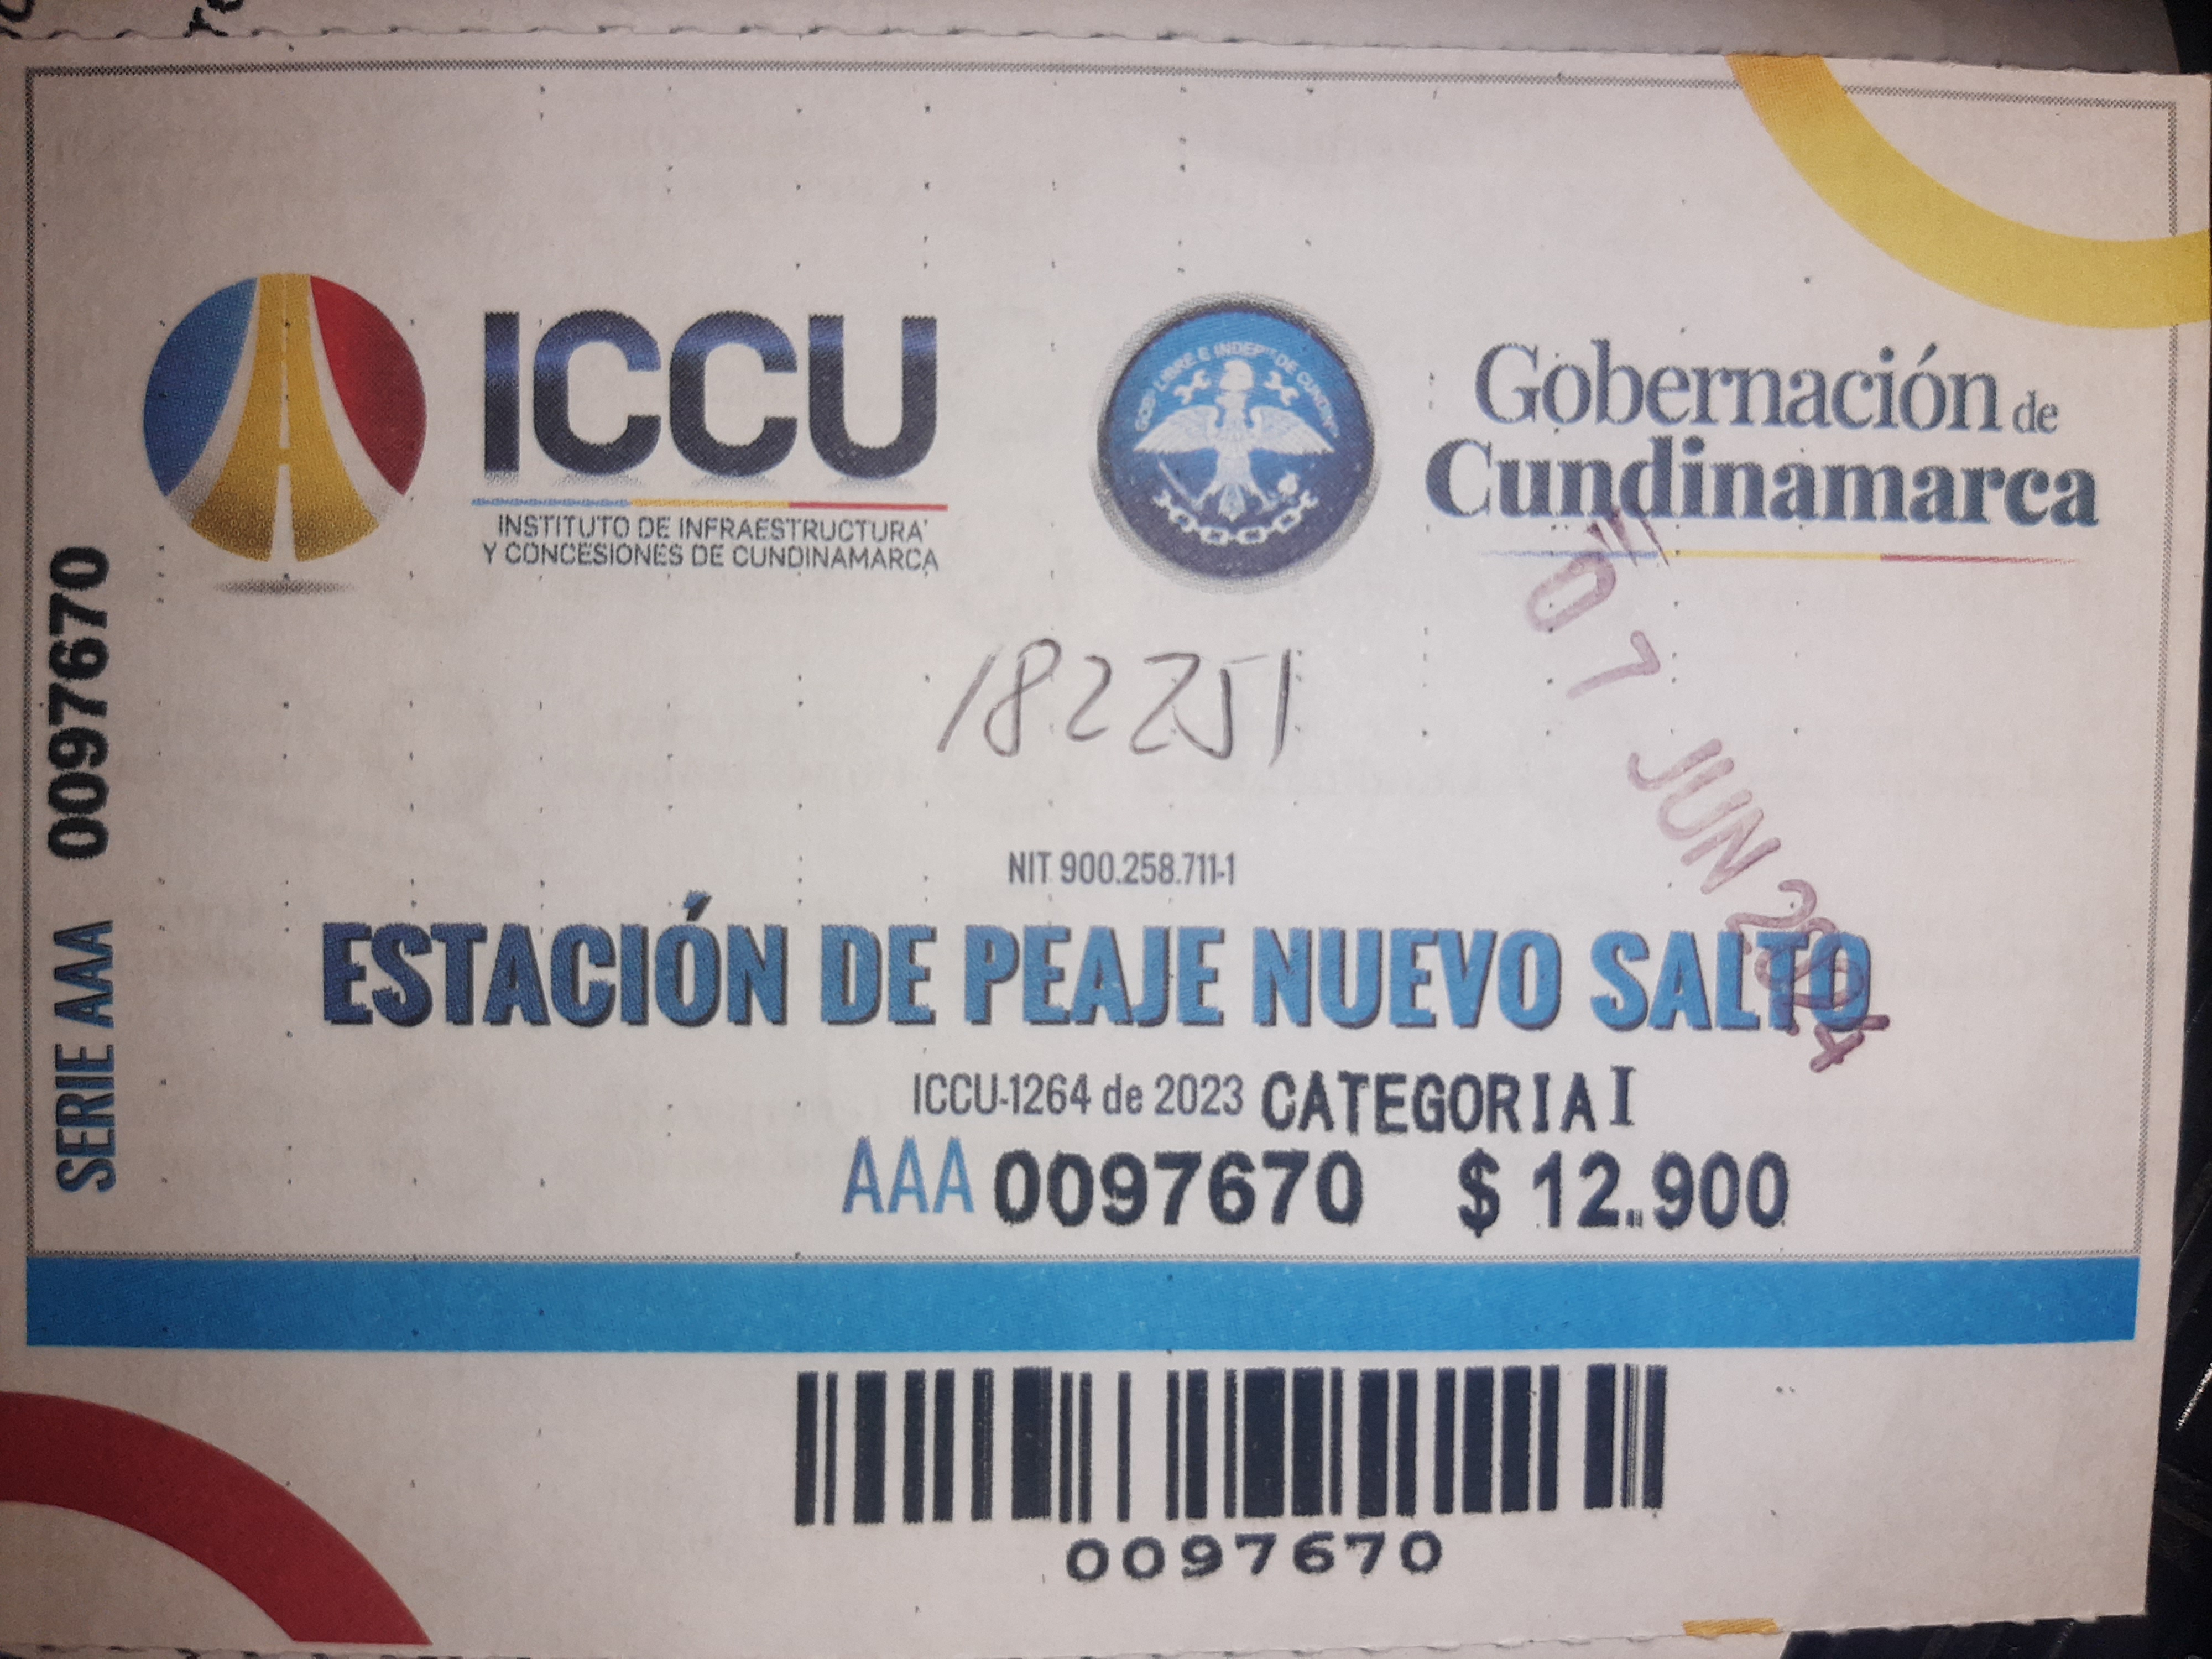 ICCU
INSTITUTO DE INFRAESTRUCTURA
Y CONCESIONES DE CUNDINAMARCA
Gobernación de
Cundinamarca
182251
07 JUN 2024
NIT 900.258.711-1
ESTACIÓN DE PEAJE NUEVO SALTO
ICCU-1264 de 2023 CATEGORIA I
AAA 0097670 $ 12.900
0097670
SERIE AAA 0097670